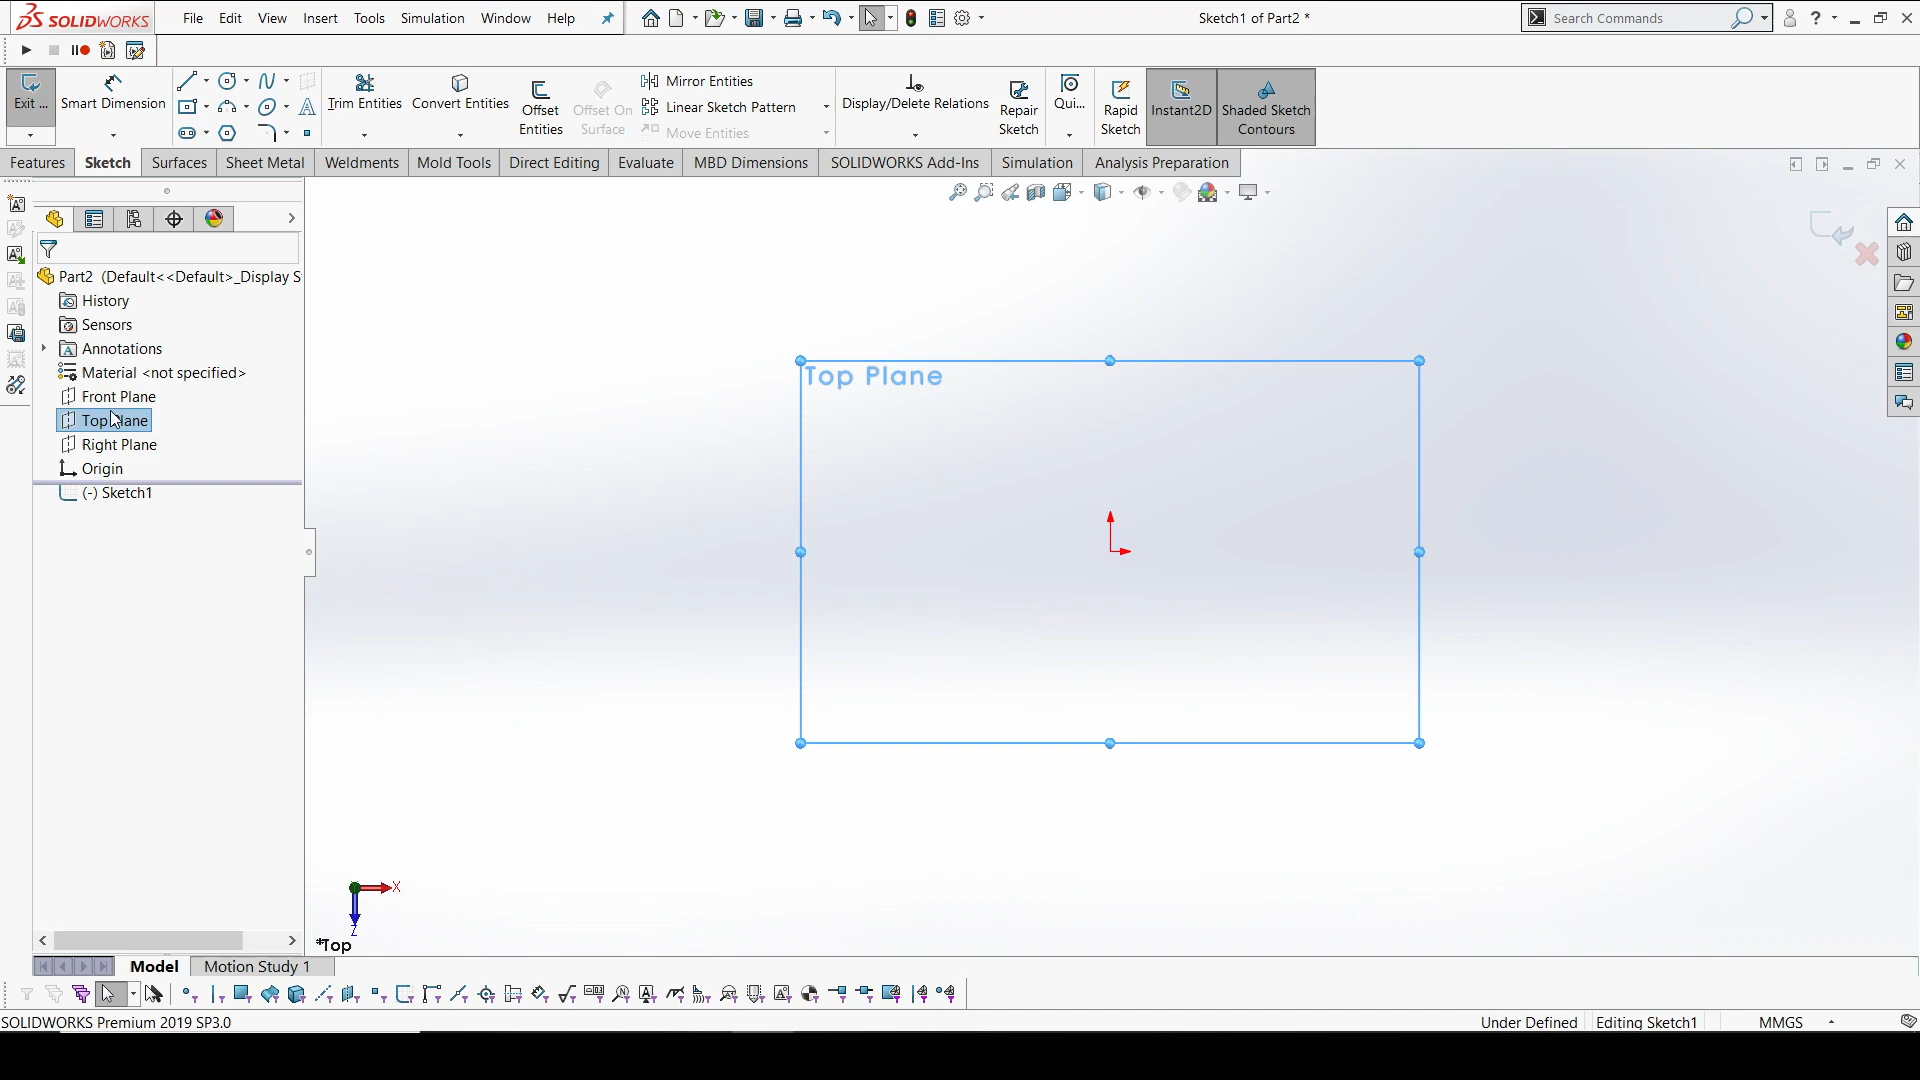 SOLIDWORKS
File Edit View Insert Tools Simulation Window Help
Sketch1 of Part2 *
Search Commands
?
Exit ...
Smart Dimension
Trim Entities
Convert Entities
Offset Entities
Offset On Surface
Mirror Entities
Linear Sketch Pattern
Move Entities
Display/Delete Relations
Repair Sketch
Qui...
Rapid Sketch
Instant2D
Shaded Sketch Contours
Features Sketch Surfaces Sheet Metal Weldments Mold Tools Direct Editing Evaluate MBD Dimensions SOLIDWORKS Add-Ins Simulation Analysis Preparation
Part2 (Default<<Default>_Display S
History
Sensors
Annotations
Material <not specified>
Front Plane
Top Plane
Right Plane
Origin
(-) Sketch1
Top Plane
X
Z
*Top
Model Motion Study 1
SOLIDWORKS Premium 2019 SP3.0
Under Defined Editing Sketch1 MMGS